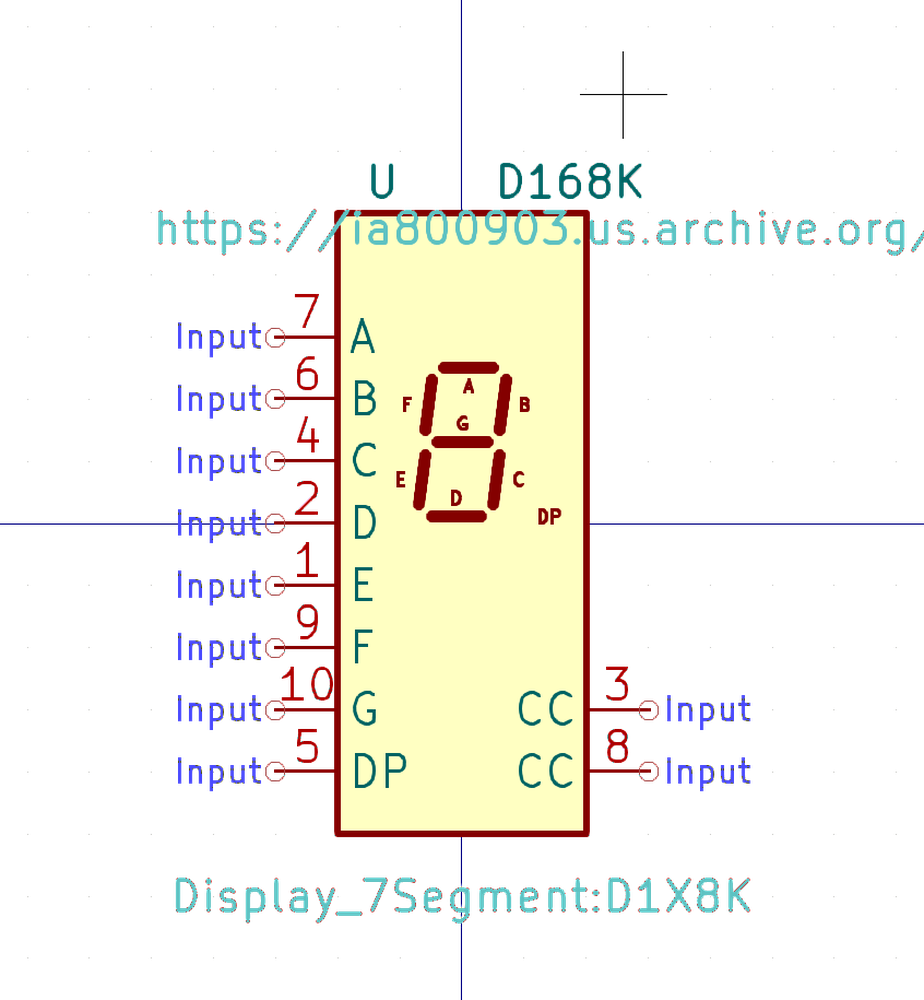 U D168K
https://ia800903.us.archive.org/
7
Input A
6
Input B
4
Input C
2
Input D
1
Input E
9
Input F
10
Input G
5
Input DP
A
F B
G
E C
D
DP
3
CC Input
8
CC Input
Display_7Segment:D1X8K